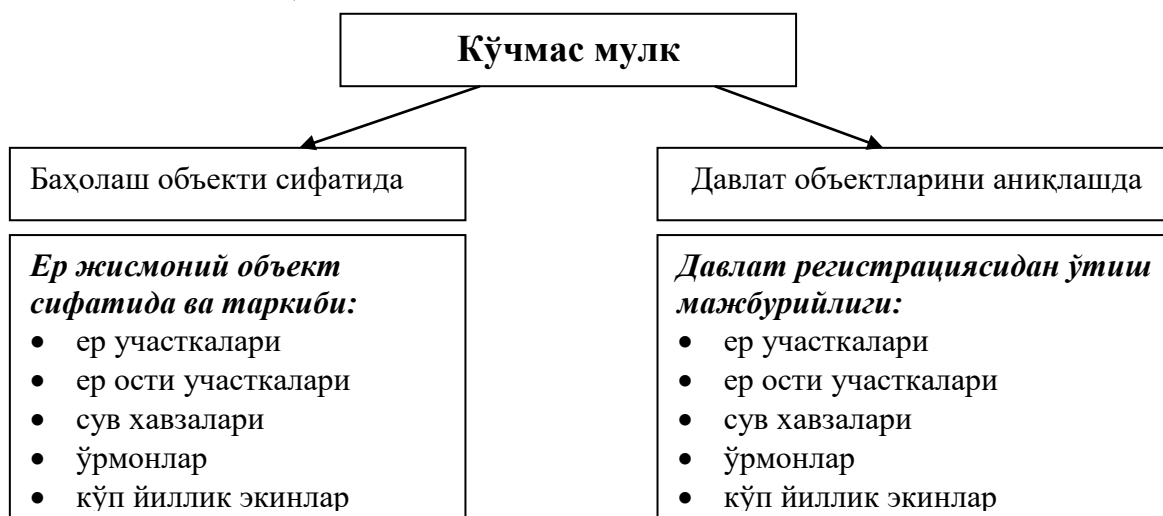 Кўчмас мулк
Баҳолаш объекти сифатида
Ер жисмоний объект
сифатида ва таркиби:
• ер участкалари
• ер ости участкалари
• сув хавзалари
• ўрмонлар
• кўп йиллик экинлар
Давлат объектларини аниқлашда
Давлат регистрациясидан ўтиш
мажбурийлиги:
• ер участкалари
• ер ости участкалари
• сув хавзалари
• ўрмонлар
• кўп йиллик экинлар